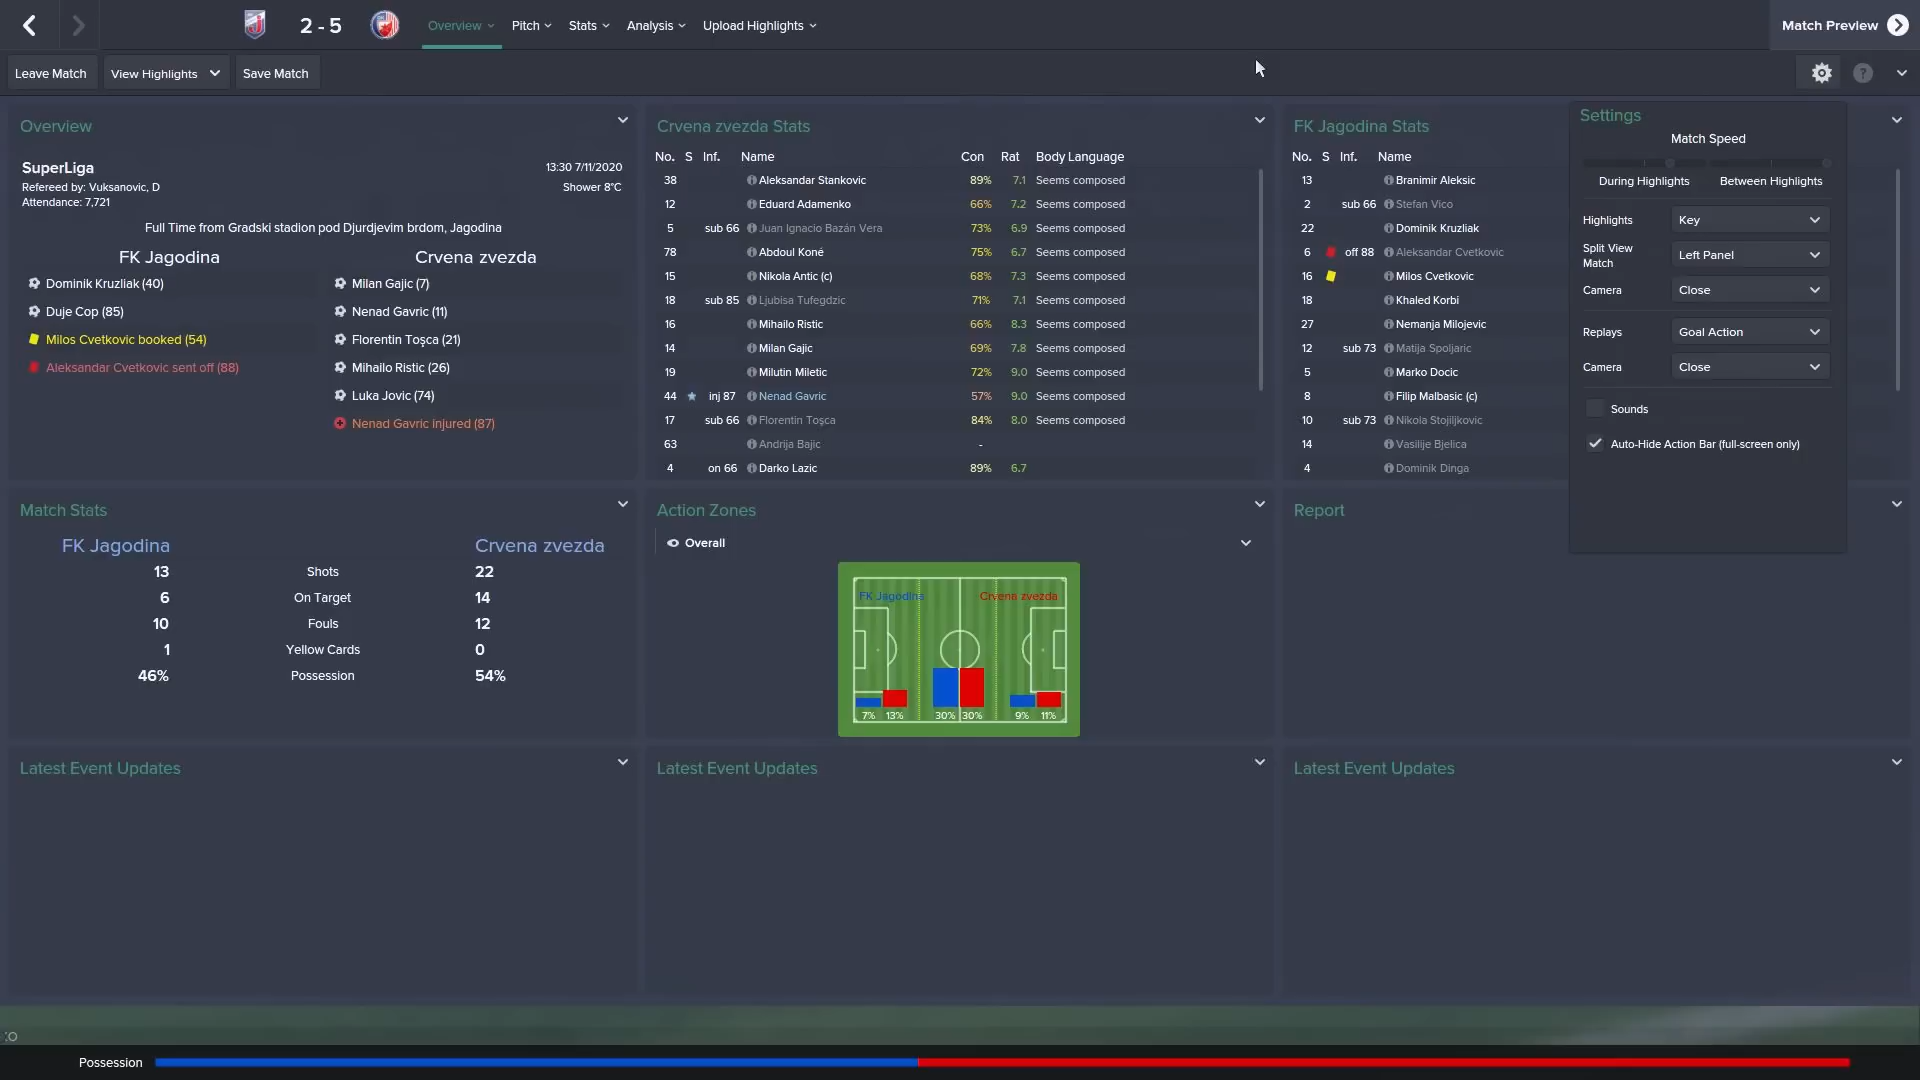 2 - 5
Overview
Pitch
Stats
Analysis
Upload Highlights
Match Preview
Leave Match
View Highlights
Save Match
?
Overview
SuperLiga
13:30 7/11/2020
Refereed by: Vuksanovic, D
Shower 8°C
Attendance: 7,721
Full Time from Gradski stadion pod Djurdjevim brdom, Jagodina
FK Jagodina
Crvena zvezda
Dominik Kruzliak (40)
Milan Gajic (7)
Duje Cop (85)
Nenad Gavric (11)
Milos Cvetkovic booked (54)
Florentin Toşca (21)
Aleksandar Cvetkovic sent off (88)
Mihailo Ristic (26)
Luka Jovic (74)
Nenad Gavric injured (87)
Crvena zvezda Stats
No. S Inf. Name Con Rat Body Language
38 Aleksandar Stankovic 89% 7.1 Seems composed
12 Eduard Adamenko 66% 7.2 Seems composed
5 sub 66 Juan Ignacio Bazán Vera 73% 6.9 Seems composed
78 Abdoul Koné 75% 6.7 Seems composed
15 Nikola Antic (c) 68% 7.3 Seems composed
18 sub 85 Ljubisa Tufegdzic 71% 7.1 Seems composed
16 Mihailo Ristic 66% 8.3 Seems composed
14 Milan Gajic 69% 7.8 Seems composed
19 Milutin Miletic 72% 9.0 Seems composed
44 inj 87 Nenad Gavric 57% 9.0 Seems composed
17 sub 66 Florentin Toşca 84% 8.0 Seems composed
63 Andrija Bajic -
4 on 66 Darko Lazic 89% 6.7
FK Jagodina Stats
No. S Inf. Name
13 Branimir Aleksic
2 sub 66 Stefan Vico
22 Dominik Kruzliak
6 off 88 Aleksandar Cvetkovic
16 Milos Cvetkovic
18 Khaled Korbi
27 Nemanja Milojevic
12 sub 73 Matija Spoljaric
5 Marko Docic
8 Filip Malbasic (c)
10 sub 73 Nikola Stojiljkovic
14 Vasilije Bjelica
4 Dominik Dinga
Settings
Match Speed
During Highlights
Between Highlights
Highlights Key
Split View Match Left Panel
Camera Close
Replays Goal Action
Camera Close
Sounds
Auto-Hide Action Bar (full-screen only)
Match Stats
FK Jagodina
Crvena zvezda
13 Shots 22
6 On Target 14
10 Fouls 12
1 Yellow Cards 0
46% Possession 54%
Action Zones
Overall
FK Jagodina
Crvena zvezda
7% 13% 30% 30% 9% 11%
Report
Latest Event Updates
Latest Event Updates
Latest Event Updates
:O
Possession